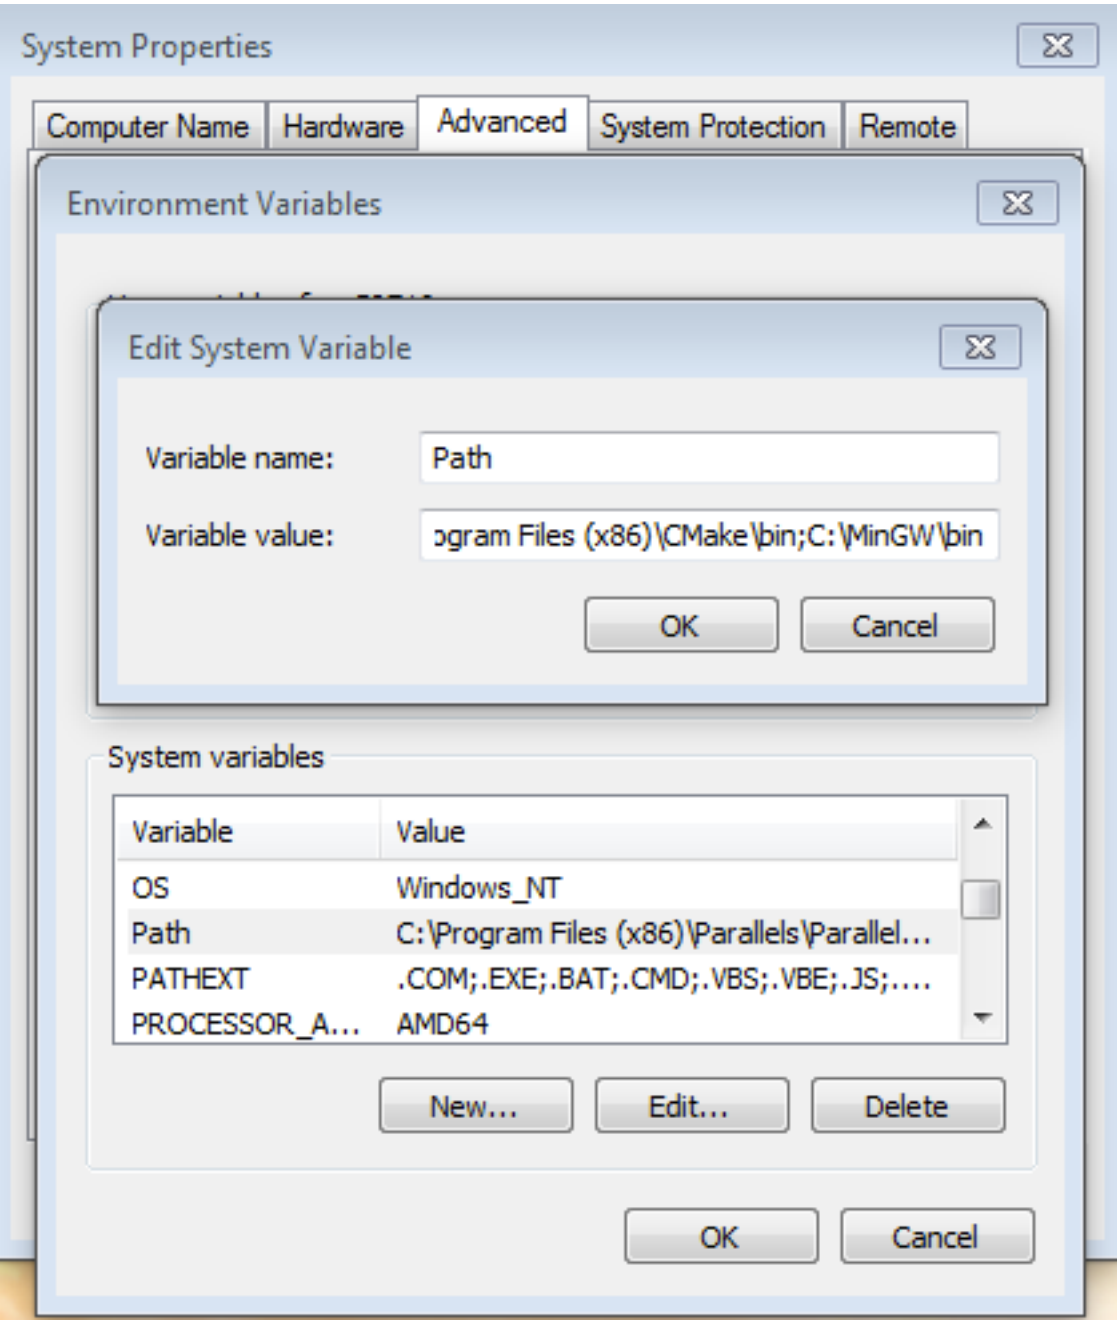 System Properties
Computer Name Hardware Advanced System Protection Remote
Environment Variables
Edit System Variable
Variable name: Path
Variable value: ogram Files (x86)\CMake\bin;C:\MinGW\bin
OK Cancel
System variables
Variable Value
OS Windows_NT
Path C:\Program Files (x86)\Parallels\Parallel...
PATHEXT .COM;.EXE;.BAT;.CMD;.VBS;.VBE;.JS;....
PROCESSOR_A... AMD64
New... Edit... Delete
OK Cancel